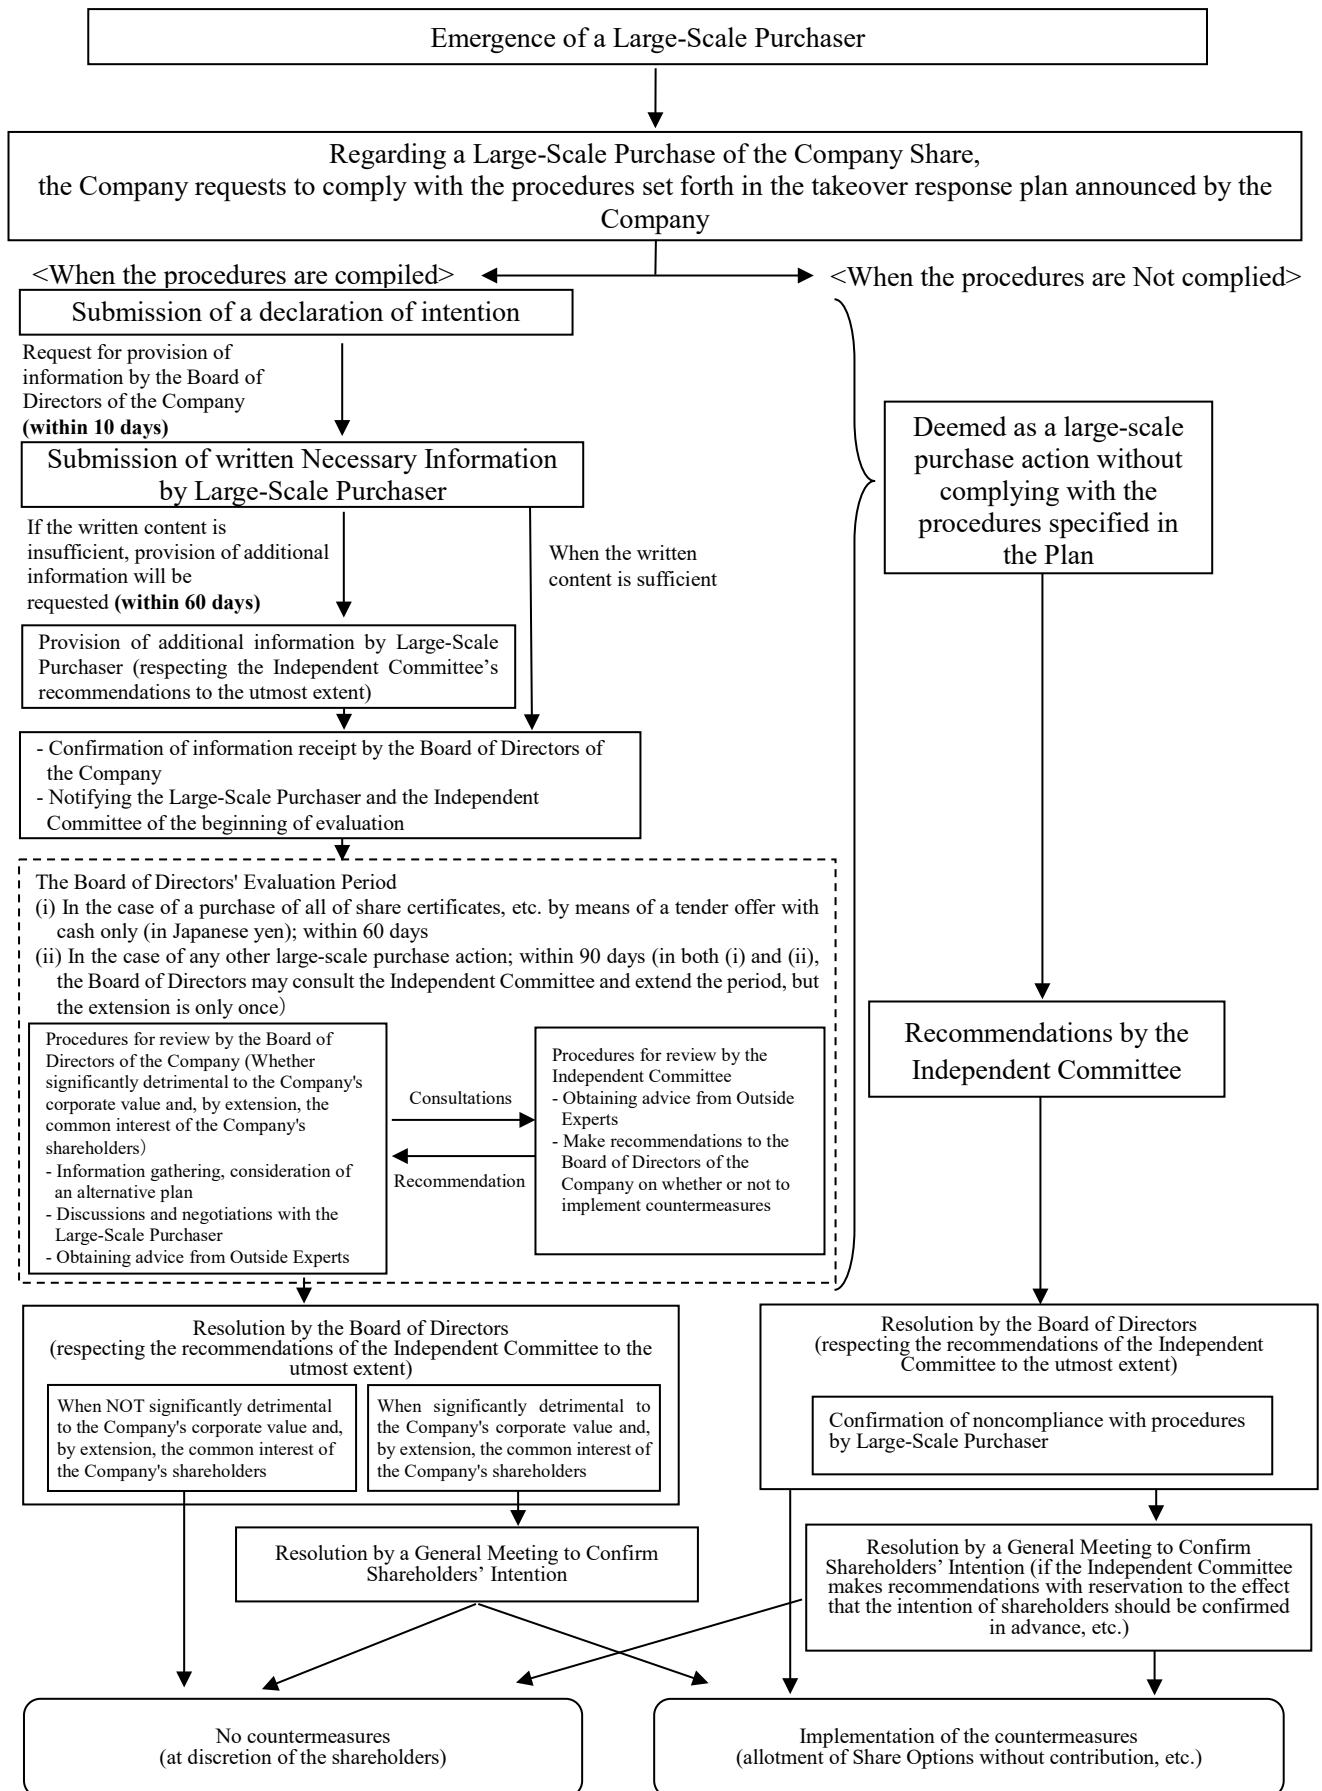 Emergence of a Large-Scale Purchaser
Regarding a Large-Scale Purchase of the Company Share,
the Company requests to comply with the procedures set forth in the takeover response plan announced by the
Company
<When the procedures are compiled>
<When the procedures are Not complied>
Submission of a declaration of intention
Request for provision of
information by the Board of
Directors of the Company
(within 10 days)
Submission of written Necessary Information
by Large-Scale Purchaser
If the written content is
insufficient, provision of additional
information will be
requested (within 60 days)
When the written
content is sufficient
Provision of additional information by Large-Scale
Purchaser (respecting the Independent Committee’s
recommendations to the utmost extent)
- Confirmation of information receipt by the Board of Directors of
the Company
- Notifying the Large-Scale Purchaser and the Independent
Committee of the beginning of evaluation
The Board of Directors' Evaluation Period
(i) In the case of a purchase of all of share certificates, etc. by means of a tender offer with
cash only (in Japanese yen); within 60 days
(ii) In the case of any other large-scale purchase action; within 90 days (in both (i) and (ii),
the Board of Directors may consult the Independent Committee and extend the period, but
the extension is only once）
Procedures for review by the Board of
Directors of the Company (Whether
significantly detrimental to the Company's
corporate value and, by extension, the
common interest of the Company's
shareholders）
- Information gathering, consideration of
an alternative plan
- Discussions and negotiations with the
Large-Scale Purchaser
- Obtaining advice from Outside Experts
Consultations
Recommendation
Procedures for review by the
Independent Committee
- Obtaining advice from Outside
Experts
- Make recommendations to the
Board of Directors of the
Company on whether or not to
implement countermeasures
Deemed as a large-scale
purchase action without
complying with the
procedures specified in
the Plan
Recommendations by the
Independent Committee
Resolution by the Board of Directors
(respecting the recommendations of the Independent Committee to the
utmost extent)
When NOT significantly detrimental
to the Company's corporate value and,
by extension, the common interest of
the Company's shareholders
When significantly detrimental to
the Company's corporate value and,
by extension, the common interest of
the Company's shareholders
Resolution by the Board of Directors
(respecting the recommendations of the Independent
Committee to the utmost extent)
Confirmation of noncompliance with procedures
by Large-Scale Purchaser
Resolution by a General Meeting to Confirm
Shareholders’ Intention
Resolution by a General Meeting to Confirm
Shareholders’ Intention (if the Independent Committee
makes recommendations with reservation to the effect
that the intention of shareholders should be confirmed
in advance, etc.)
No countermeasures
(at discretion of the shareholders)
Implementation of the countermeasures
(allotment of Share Options without contribution, etc.)